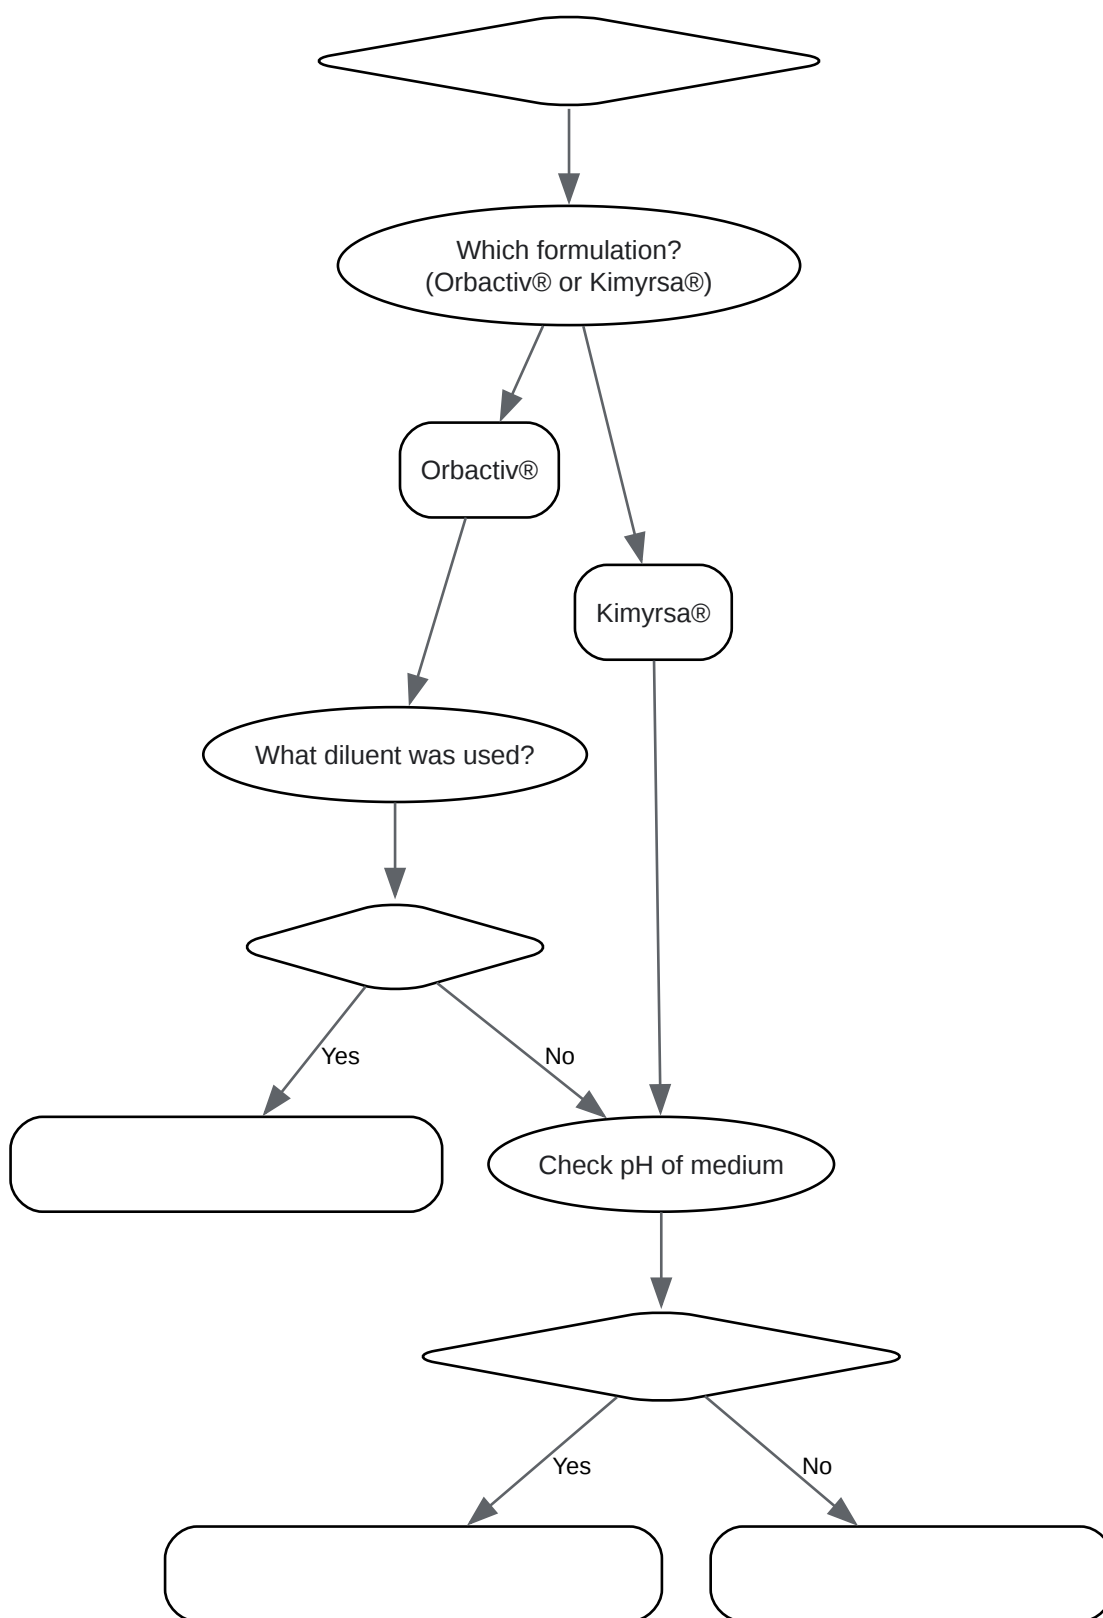 Which formulation?
(Orbactiv® or Kimyrsa®)
Orbactiv®
Kimyrsa®
What diluent was used?
Yes
No
Check pH of medium
Yes
No